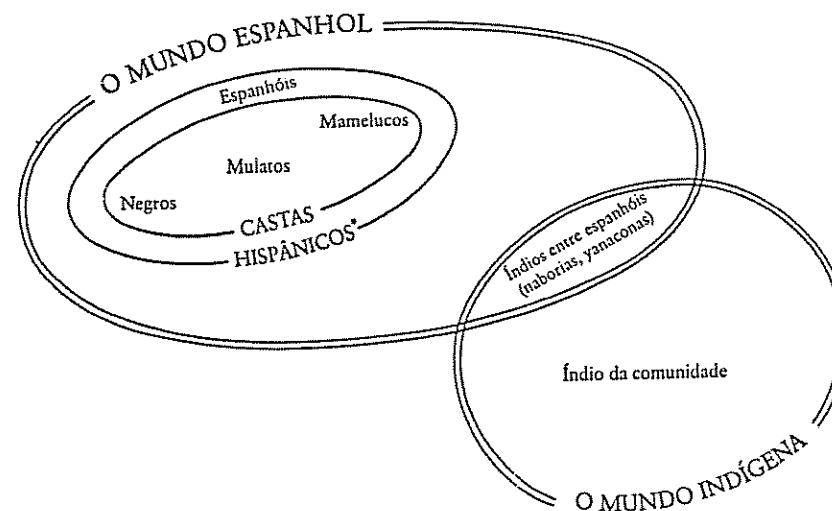 O MUNDO ESPANHOL
Espanhóis
Mamelucos
Mulatos
Negros
CASTAS
HISPÂNICOS*
Índios entre espanhóis
(naborias, yanaconas)
Índio da comunidade
O MUNDO INDÍGENA